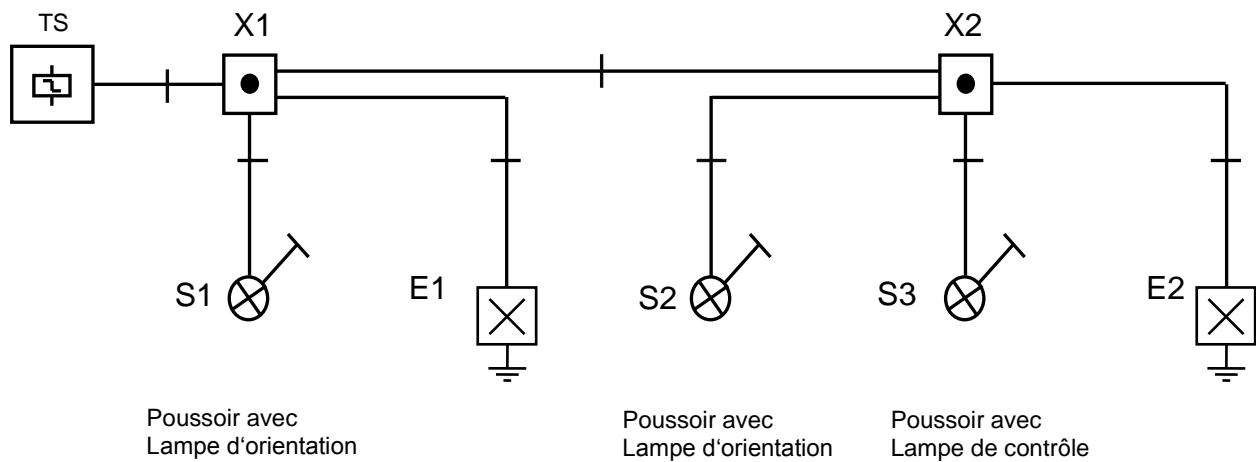 TS
X1
X2
S1
E1
S2
S3
E2
Poussoir avec
Lampe d‘orientation
Poussoir avec
Lampe d‘orientation
Poussoir avec
Lampe de contrôle